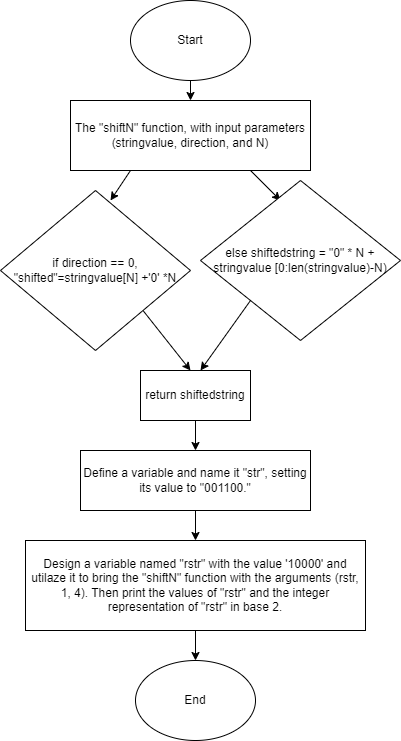 Start
The "shiftN" function, with input parameters
(stringvalue, direction, and N)
if direction == 0,
"shifted"=stringvalue[N] +'0' *N
else shiftedstring = "0" * N +
stringvalue [0:len(stringvalue)-N)
return shiftedstring
Define a variable and name it "str", setting
its value to "001100."
Design a variable named "rstr" with the value '10000' and
utilaze it to bring the "shiftN" function with the arguments (rstr,
1, 4). Then print the values of "rstr" and the integer
representation of "rstr" in base 2.
End